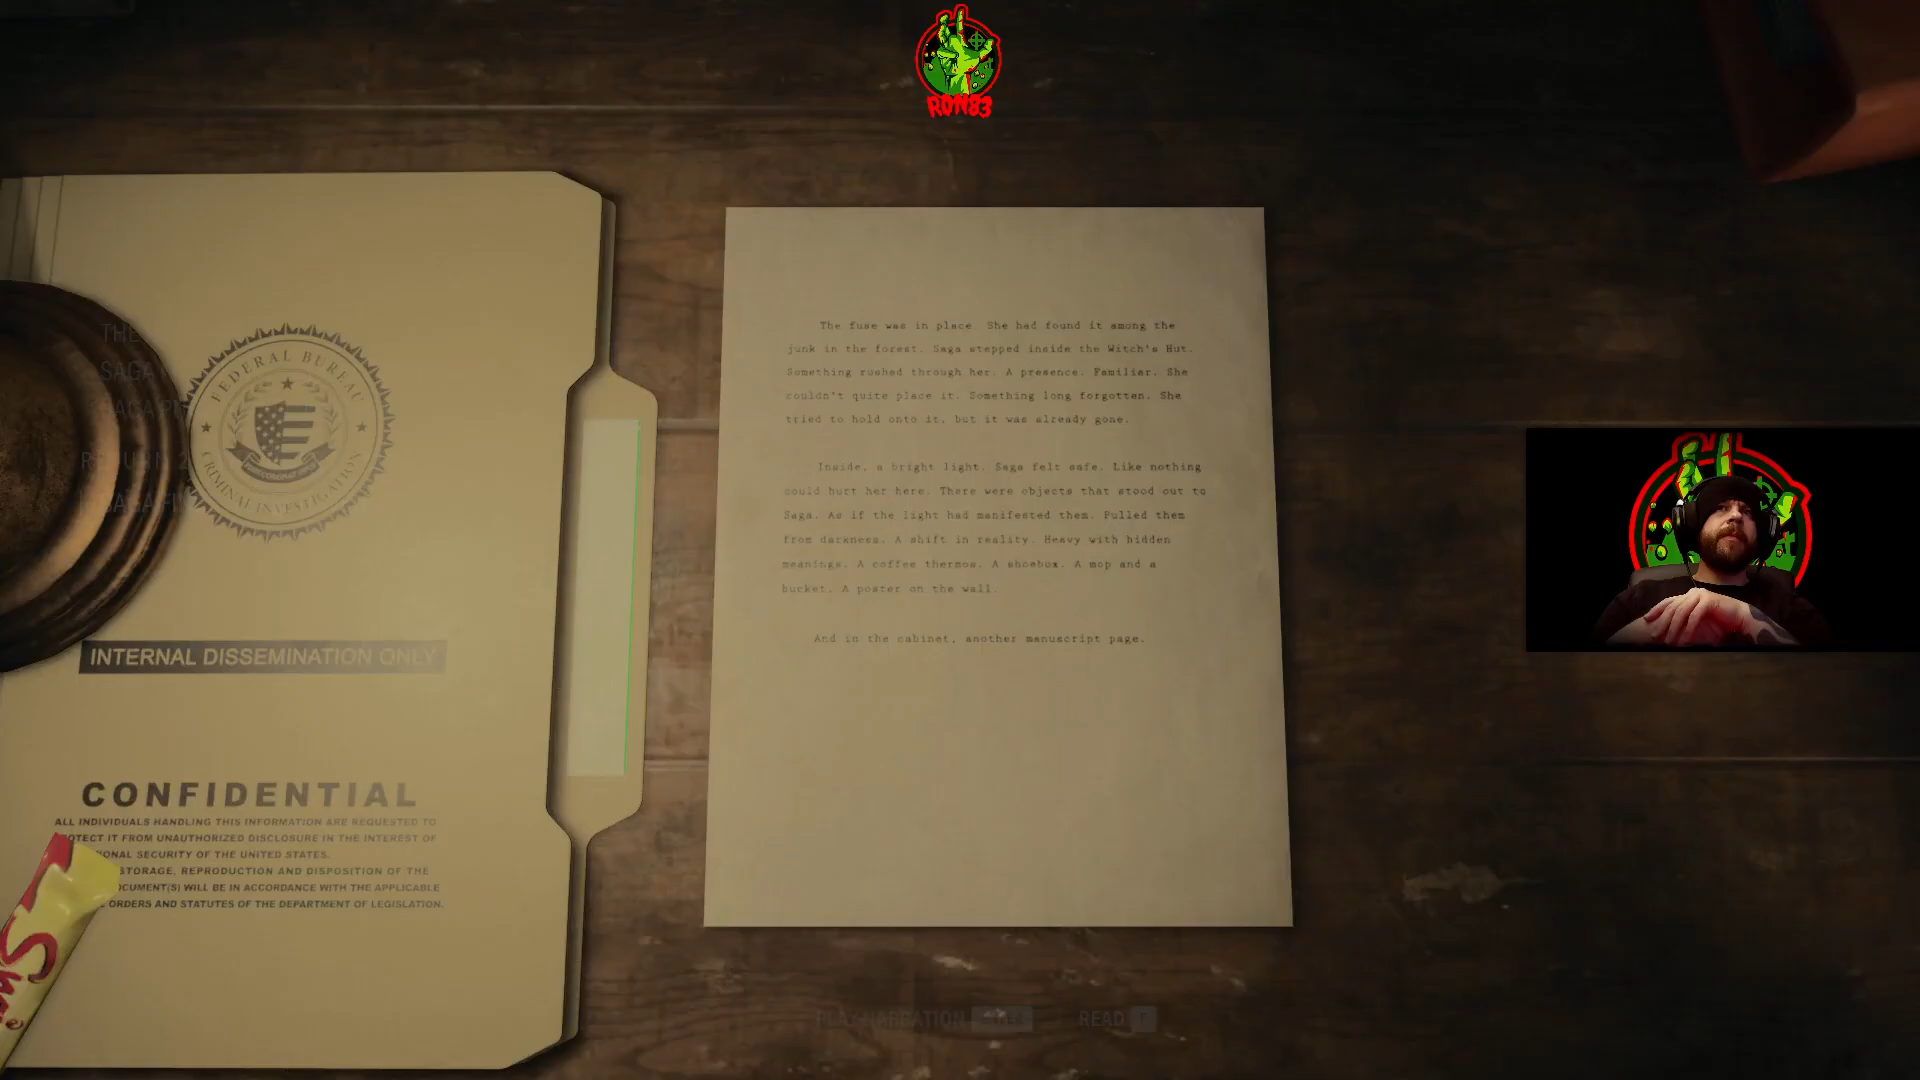 RON83
THE
SAGA
FEDERAL BUREAU
CRIMINAL INVESTIGATION
INTERNAL DISSEMINATION ONLY
CONFIDENTIAL
ALL INDIVIDUALS HANDLING THIS INFORMATION ARE REQUESTED TO
OTECT IT FROM UNAUTHORIZED DISCLOSURE IN THE INTEREST OF
ONAL SECURITY OF THE UNITED STATES.
STORAGE, REPRODUCTION AND DISPOSITION OF THE
OCUMENT(S) WILL BE IN ACCORDANCE WITH THE APPLICABLE
ORDERS AND STATUTES OF THE DEPARTMENT OF LEGISLATION.
The fuse was in place. She had found it among the
junk in the forest. Saga stepped inside the Witch's Hut.
Something rushed through her. A presence. Familiar. She
couldn't quite place it. Something long forgotten. She
tried to hold onto it, but it was already gone.
Inside, a bright light. Saga felt safe. Like nothing
could hurt her here. There were objects that stood out to
Saga. As if the light had manifested them. Pulled them
from darkness. A shift in reality. Heavy with hidden
meanings. A coffee thermos. A shoebox. A mop and a
bucket. A poster on the wall.
And in the cabinet, another manuscript page.
PLAY NARRATION
READ